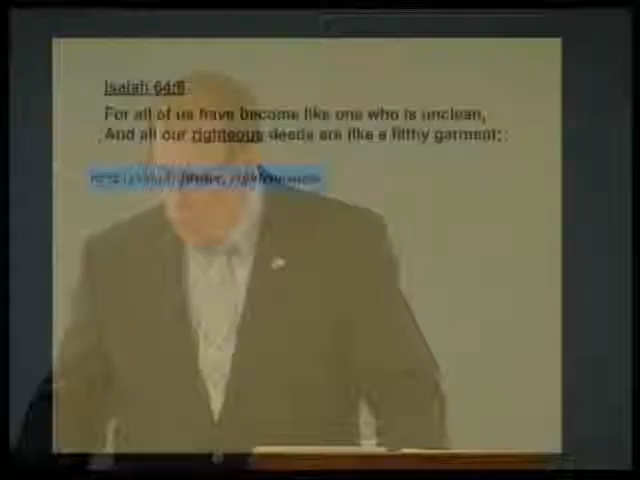 Isaiah 64:6
For all of us have become like one who is unclean,
And all our righteous deeds are like a filthy garment;